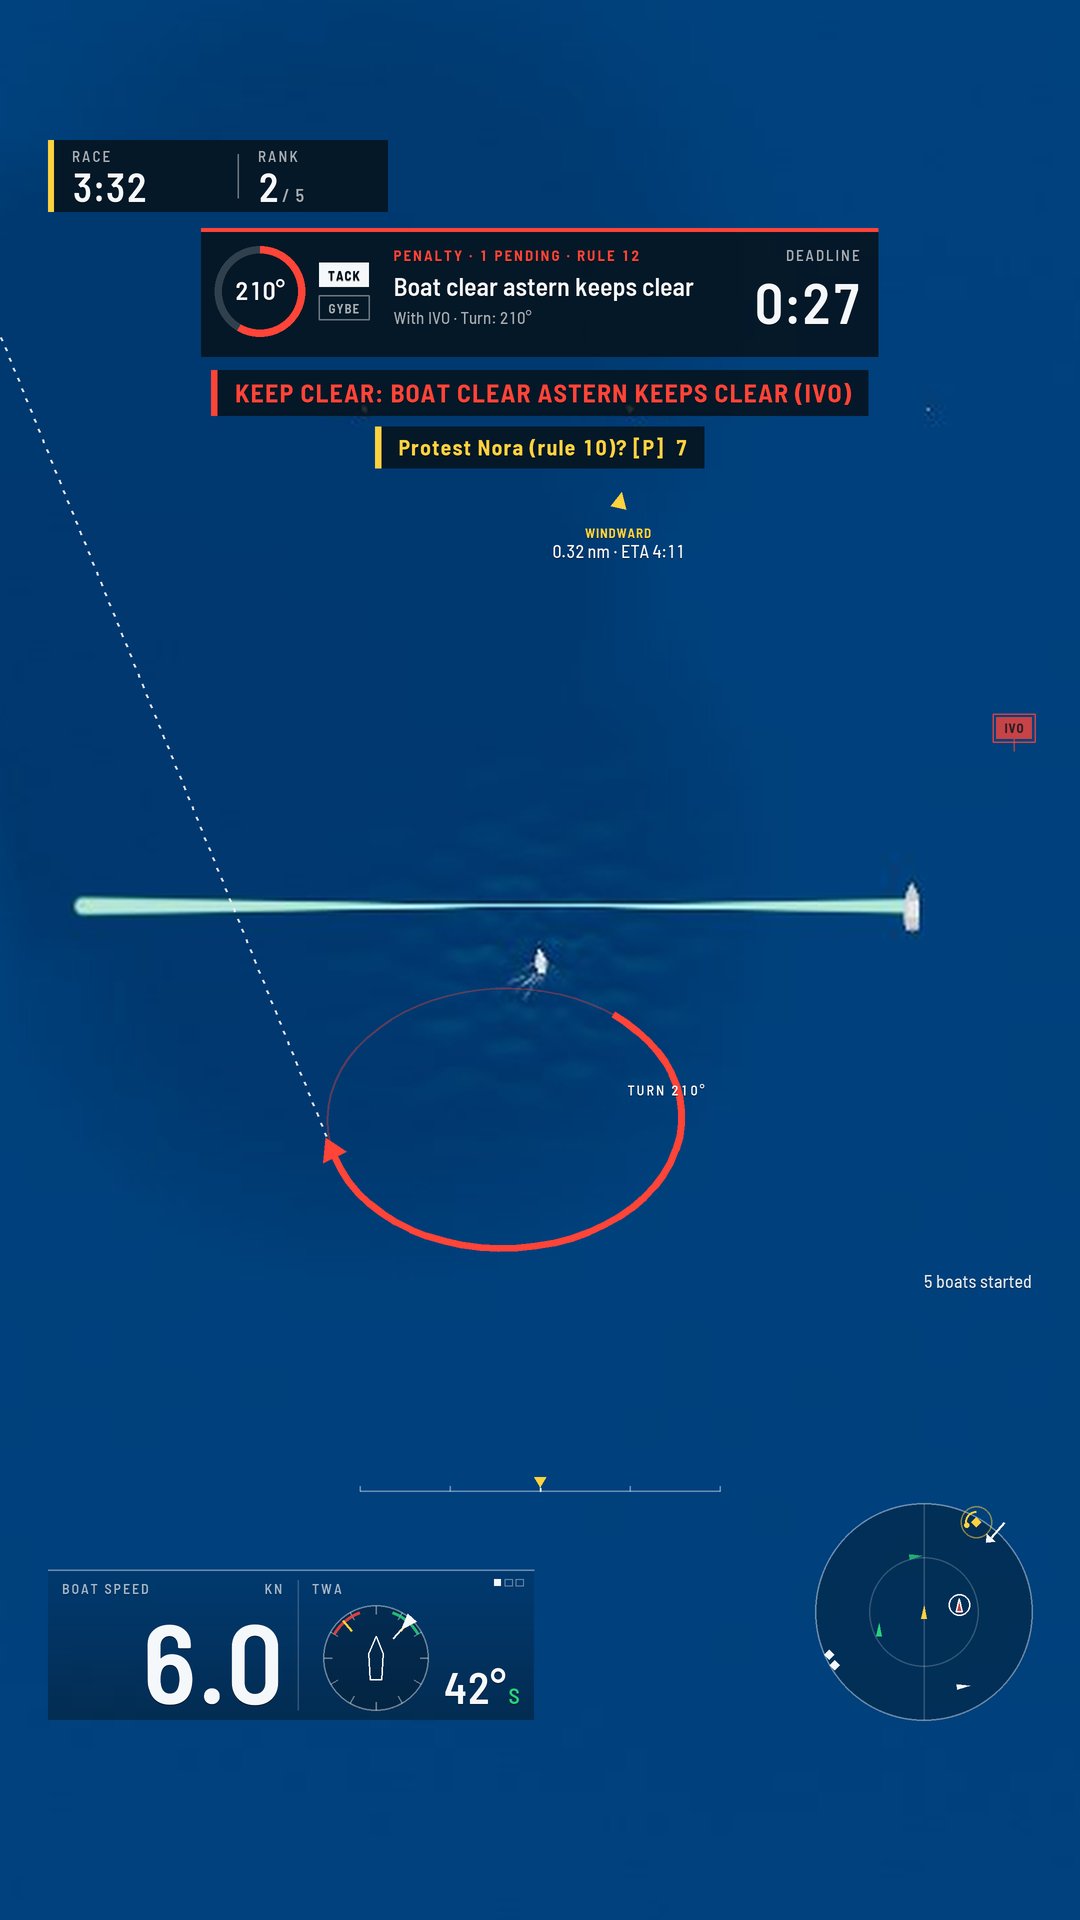 RACE
3:32
RANK
2 / 5
210°
TACK
GYBE
PENALTY · 1 PENDING · RULE 12
Boat clear astern keeps clear
With IVO · Turn: 210°
DEADLINE
0:27
KEEP CLEAR: BOAT CLEAR ASTERN KEEPS CLEAR (IVO)
Protest Nora (rule 10)? [P] 7
WINDWARD
0.32 nm · ETA 4:11
IVO
TURN 210°
5 boats started
BOAT SPEED KN
6.0
TWA
42° S